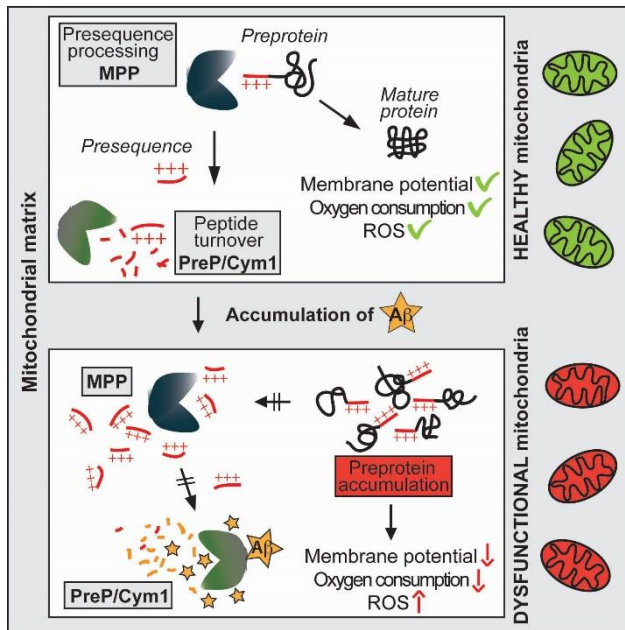 Mitochondrial matrix
Presequence
processing
MPP
Preprotein
+++
Mature
protein
Presequence
+++
+++
Peptide
turnover
PreP/Cym1
Membrane potential ✓
Oxygen consumption ✓
ROS ✓
HEALTHY mitochondria
Accumulation of Aβ
MPP
+++
+++
+++
+++
+++
+++
+++
+++
+++
+++
+++
+++
+++
Preprotein
accumulation
Aβ
PreP/Cym1
Membrane potential ↓
Oxygen consumption ↓
ROS ↑
DYSFUNCTIONAL mitochondria